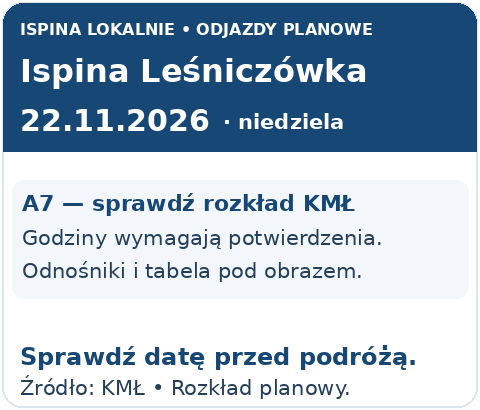 ISPINA LOKALNIE • ODJAZDY PLANOWE
Ispina Leśniczówka
22.11.2026 · niedziela
A7 — sprawdź rozkład KMŁ
Godziny wymagają potwierdzenia.
Odnośniki i tabela pod obrazem.
Sprawdź datę przed podróżą.
Źródło: KMŁ • Rozkład planowy.